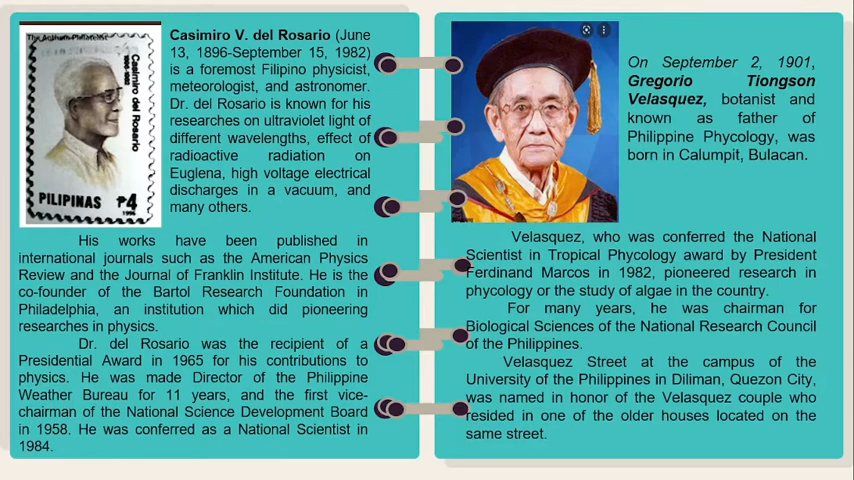 The Authors Philatelist
Casimiro del Rosario
1896-1982
PILIPINAS ₱4
1996
Casimiro V. del Rosario (June
13, 1896-September 15, 1982)
is a foremost Filipino physicist,
meteorologist, and astronomer.
Dr. del Rosario is known for his
researches on ultraviolet light of
different wavelengths, effect of
radioactive radiation on
Euglena, high voltage electrical
discharges in a vacuum, and
many others.
His works have been published in
international journals such as the American Physics
Review and the Journal of Franklin Institute. He is the
co-founder of the Bartol Research Foundation in
Philadelphia, an institution which did pioneering
researches in physics.
Dr. del Rosario was the recipient of a
Presidential Award in 1965 for his contributions to
physics. He was made Director of the Philippine
Weather Bureau for 11 years, and the first vice-
chairman of the National Science Development Board
in 1958. He was conferred as a National Scientist in
1984.
On September 2, 1901,
Gregorio Tiongson
Velasquez, botanist and
known as father of
Philippine Phycology, was
born in Calumpit, Bulacan.
Velasquez, who was conferred the National
Scientist in Tropical Phycology award by President
Ferdinand Marcos in 1982, pioneered research in
phycology or the study of algae in the country.
For many years, he was chairman for
Biological Sciences of the National Research Council
of the Philippines.
Velasquez Street at the campus of the
University of the Philippines in Diliman, Quezon City,
was named in honor of the Velasquez couple who
resided in one of the older houses located on the
same street.